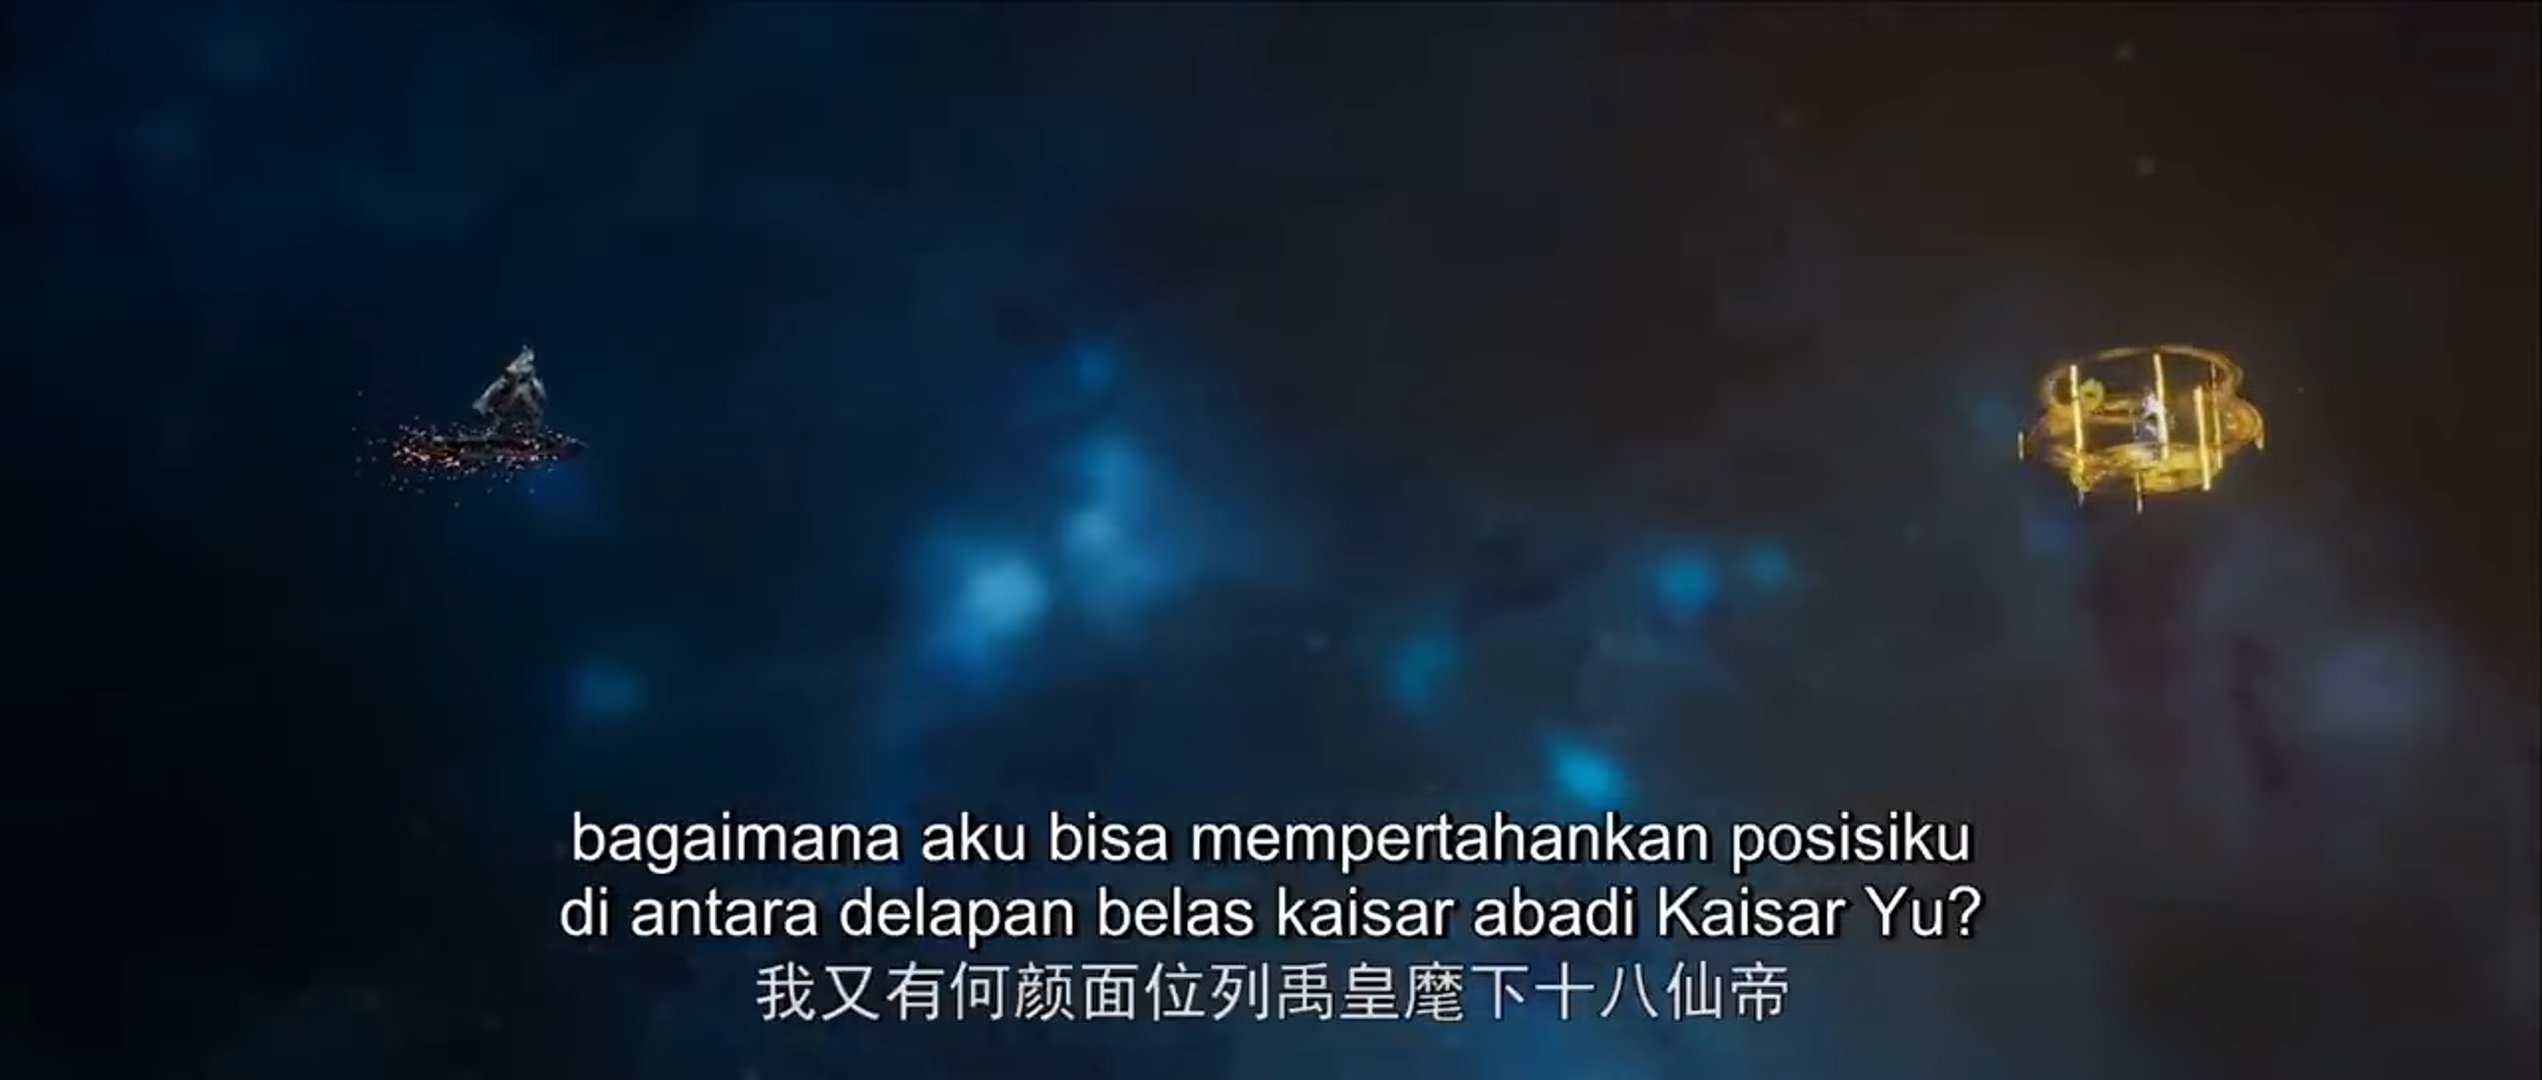 bagaimana aku bisa mempertahankan posisiku
di antara delapan belas kaisar abadi Kaisar Yu?
我又有何颜面位列禹皇麾下十八仙帝